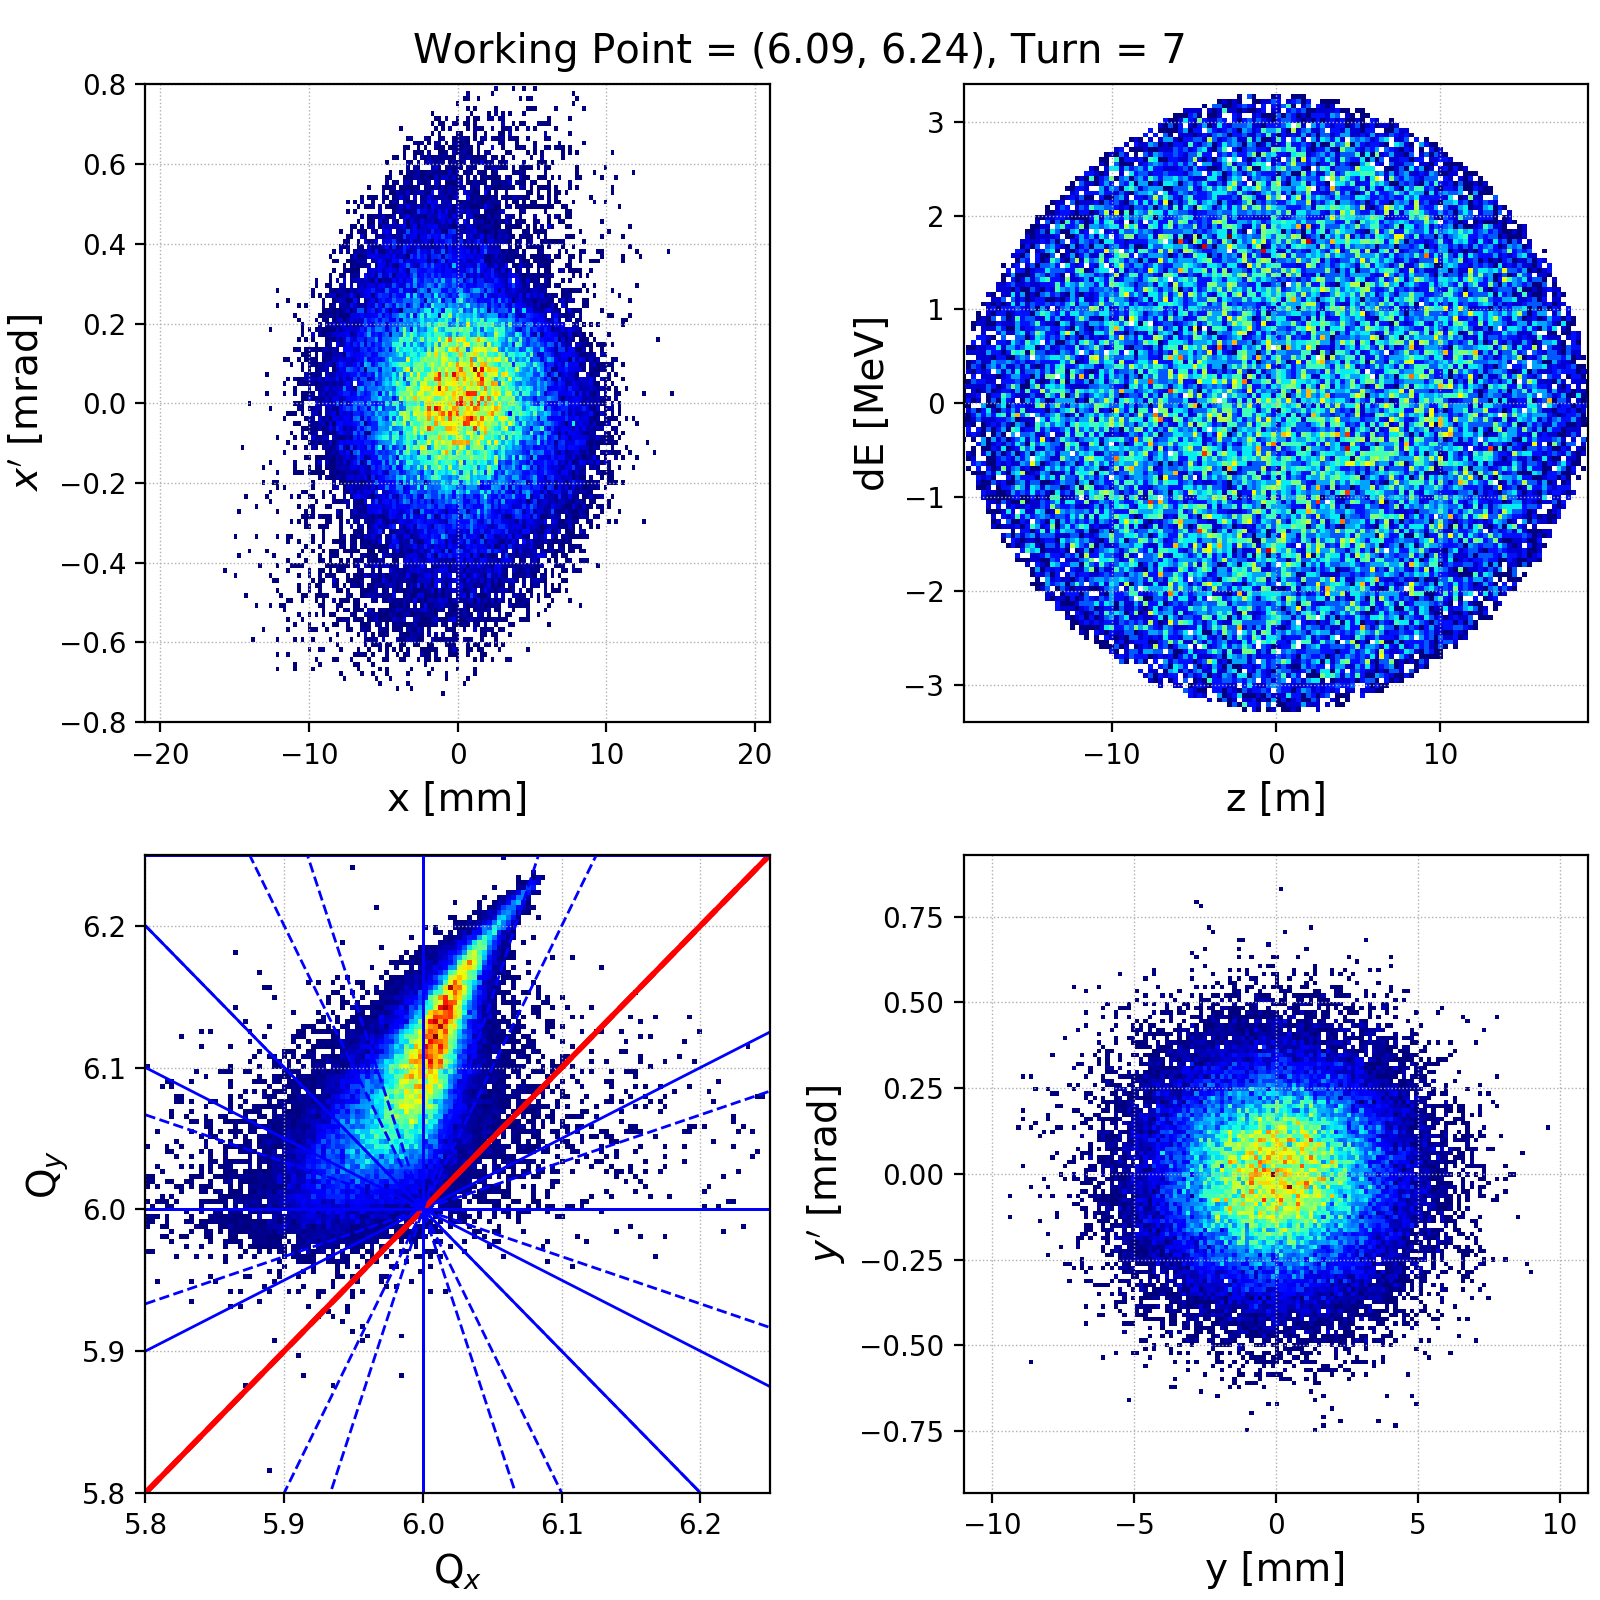 Working Point = (6.09, 6.24), Turn = 7
0.8
0.6
0.4
0.2
0.0
−0.2
−0.4
−0.6
−0.8
x′ [mrad]
−20 −10 0 10 20
x [mm]
3
2
1
0
−1
−2
−3
dE [MeV]
−10 0 10
z [m]
6.2
6.1
6.0
5.9
5.8
Qy
5.8 5.9 6.0 6.1 6.2
Qx
0.75
0.50
0.25
0.00
−0.25
−0.50
−0.75
y′ [mrad]
−10 −5 0 5 10
y [mm]